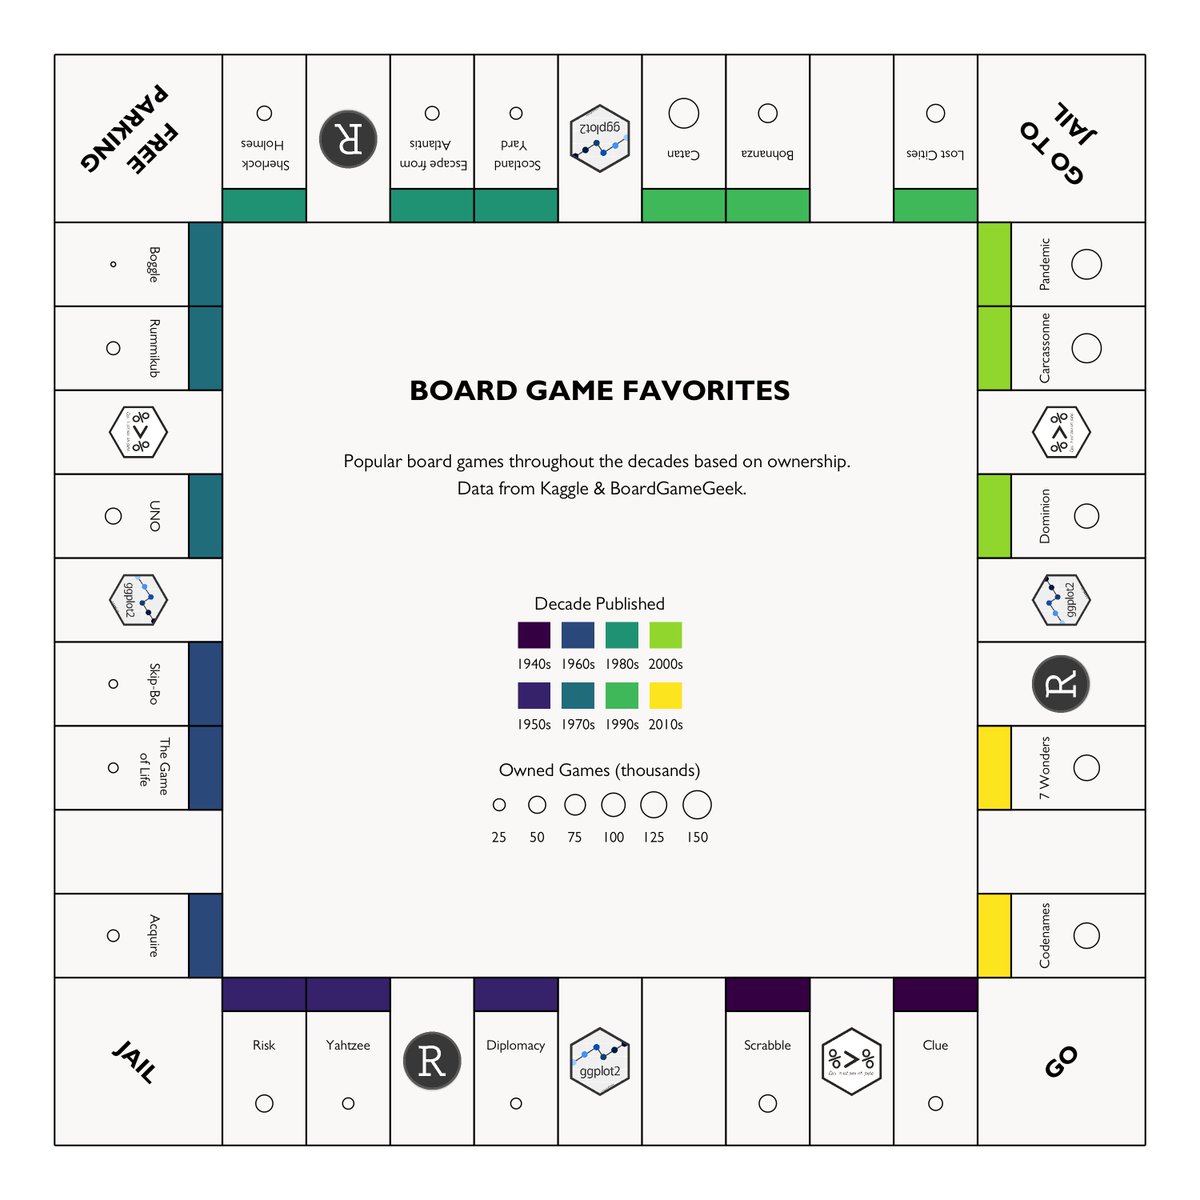 FREE
PARKING
Sherlock
Holmes
R
Escape from
Atlantis
Scotland
Yard
ggplot2
Catan
Bohnanza
Lost Cities
GO TO
JAIL
Boggle
Rummikub
%>%
UNO
ggplot2
Skip-Bo
The Game
of Life
Acquire
BOARD GAME FAVORITES
Popular board games throughout the decades based on ownership.
Data from Kaggle & BoardGameGeek.
Decade Published
1940s 1960s 1980s 2000s
1950s 1970s 1990s 2010s
Owned Games (thousands)
25 50 75 100 125 150
Pandemic
Carcassonne
%>%
Dominion
ggplot2
R
7 Wonders
Codenames
JAIL
Risk
Yahtzee
R
Diplomacy
ggplot2
Scrabble
%>%
Clue
GO